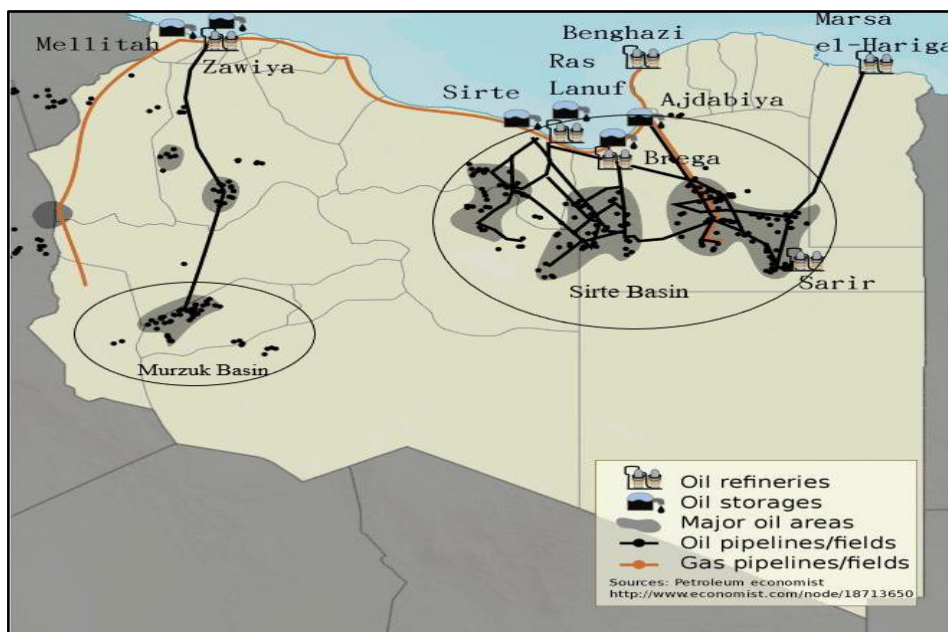 Marsa
el-Hariga
Benghazi
Mellitah
Zawiya
Ras
Lanuf
Sirte
Ajdabiya
Brega
Sarir
Sirte Basin
Murzuk Basin
Oil refineries
Oil storages
Major oil areas
Oil pipelines/fields
Gas pipelines/fields
Sources: Petroleum economist
http://www.economist.com/node/18713650